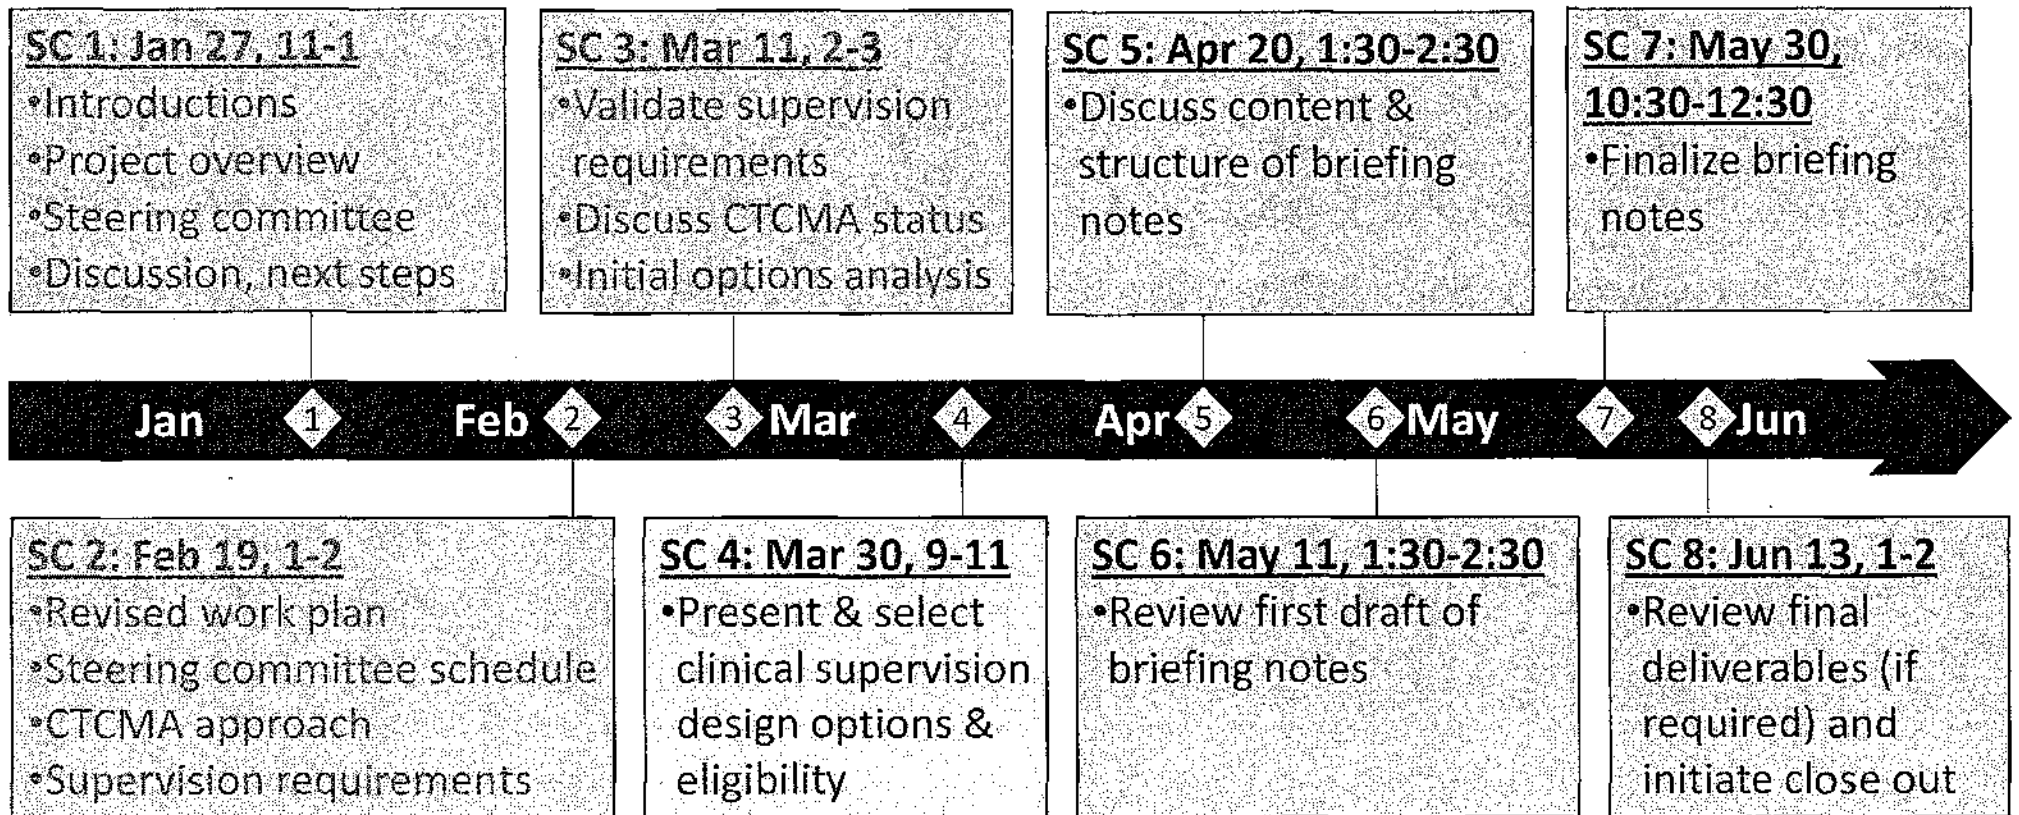 SC 1: Jan 27, 11-1
•Introductions
•Project overview
•Steering committee
•Discussion, next steps
SC 3: Mar 11, 2-3
•Validate supervision
requirements
•Discuss CTCMA status
•Initial options analysis
SC 5: Apr 20, 1:30-2:30
•Discuss content &
structure of briefing
notes
SC 7: May 30,
10:30-12:30
•Finalize briefing
notes
Jan 1 Feb 2 3 Mar 4 Apr 5 6 May 7 8 Jun
SC 2: Feb 19, 1-2
•Revised work plan
•Steering committee schedule
•CTCMA approach
•Supervision requirements
SC 4: Mar 30, 9-11
•Present & select
clinical supervision
design options &
eligibility
SC 6: May 11, 1:30-2:30
•Review first draft of
briefing notes
SC 8: Jun 13, 1-2
•Review final
deliverables (if
required) and
initiate close out